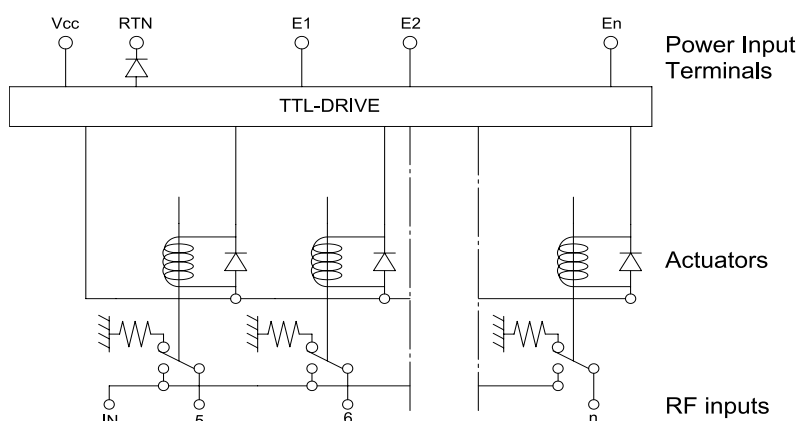 Vcc RTN E1 E2 En
Power Input
Terminals
TTL-DRIVE
Actuators
IN 5 6 n
RF inputs